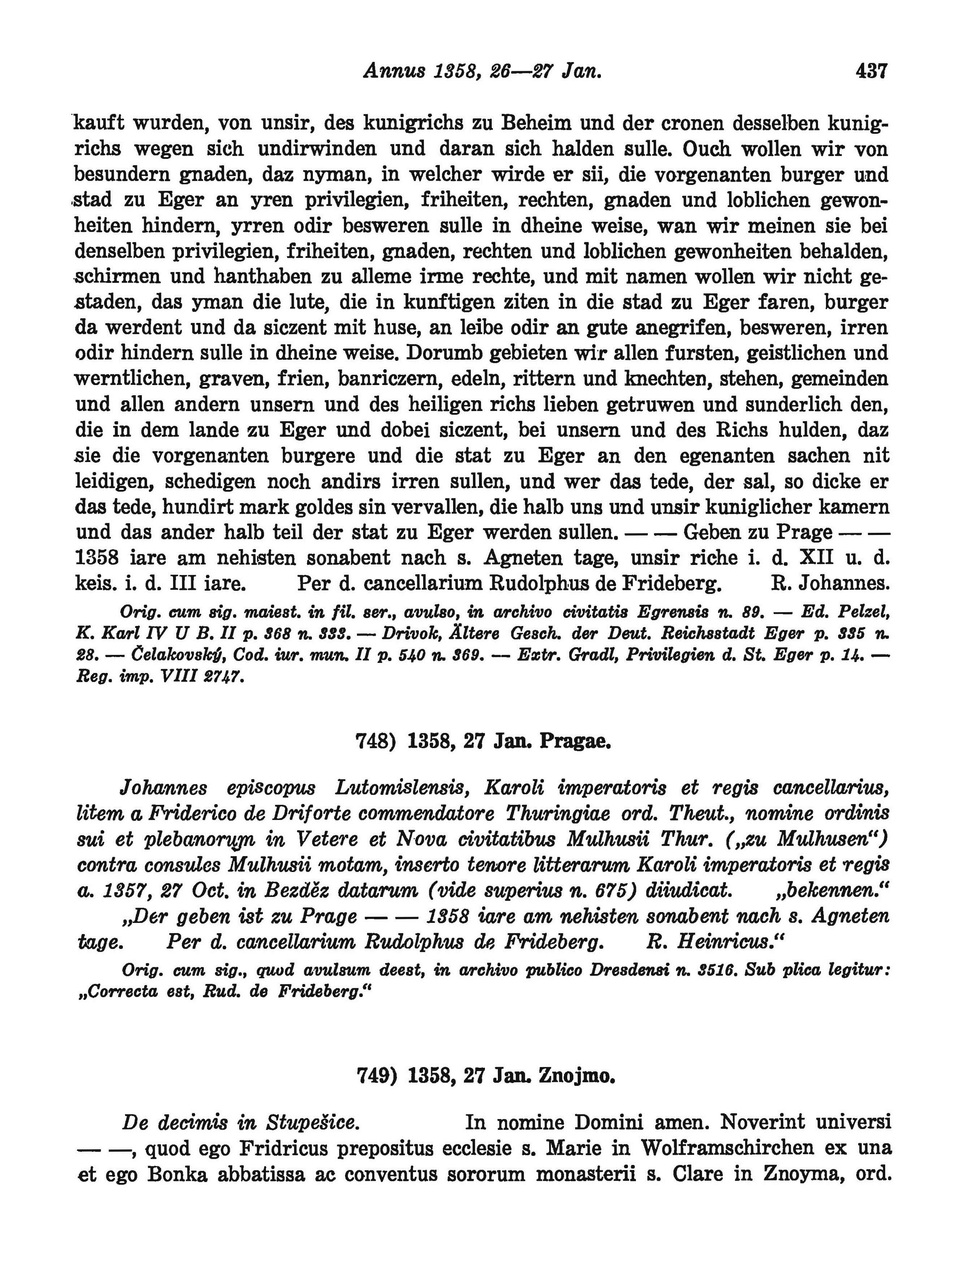 Annus 1358, 26—27 Jan. 437
kauft wurden, von unsir, des kunigrichs zu Beheim und der cronen desselben kunig-
richs wegen sich undirwinden und daran sich halden sulle. Ouch wollen wir von
besundern gnaden, daz nyman, in welcher wirde er sii, die vorgenanten burger und
stad zu Eger an yren privilegien, friheiten, rechten, gnaden und loblichen gewon-
heiten hindern, yrren odir besweren sulle in dheine weise, wan wir meinen sie bei
denselben privilegien, friheiten, gnaden, rechten und loblichen gewonheiten behalden,
schirmen und hanthaben zu alleme irme rechte, und mit namen wollen wir nicht ge-
staden, das yman die lute, die in kunftigen ziten in die stad zu Eger faren, burger
da werdent und da siczent mit huse, an leibe odir an gute anegrifen, besweren, irren
odir hindern sulle in dheine weise. Dorumb gebieten wir allen fursten, geistlichen und
werntlichen, graven, frien, banriczern, edeln, rittern und knechten, stehen, gemeinden
und allen andern unsern und des heiligen richs lieben getruwen und sunderlich den,
die in dem lande zu Eger und dobei siczent, bei unsern und des Richs hulden, daz
sie die vorgenanten burgere und die stat zu Eger an den egenanten sachen nit
leidigen, schedigen noch andirs irren sullen, und wer das tede, der sal, so dicke er
das tede, hundirt mark goldes sin vervallen, die halb uns und unsir kuniglicher kamern
und das ander halb teil der stat zu Eger werden sullen. — — Geben zu Prage — —
1358 iare am nehisten sonabent nach s. Agneten tage, unsir riche i. d. XII u. d.
keis. i. d. III iare. Per d. cancellarium Rudolphus de Frideberg. R. Johannes.
Orig. cum sig. maiest. in fil. ser., avulso, in archivo civitatis Egrensis n. 89. — Ed. Pelzel,
K. Karl IV U B. II p. 368 n. 333. — Drivok, Ältere Gesch. der Deut. Reichsstadt Eger p. 335 n.
28. — Čelakovský, Cod. iur. mun. II p. 540 n. 369. — Extr. Gradl, Privilegien d. St. Eger p. 14. —
Reg. imp. VIII 2747.
748) 1358, 27 Jan. Pragae.
Johannes episcopus Lutomislensis, Karoli imperatoris et regis cancellarius,
litem a Friderico de Driforte commendatore Thuringiae ord. Theut., nomine ordinis
sui et plebanorum in Vetere et Nova civitatibus Mulhusii Thur. („zu Mulhusen“)
contra consules Mulhusii motam, inserto tenore litterarum Karoli imperatoris et regis
a. 1357, 27 Oct. in Bezděz datarum (vide superius n. 675) diiudicat. „bekennen.“
„Der geben ist zu Prage — — 1358 iare am nehisten sonabent nach s. Agneten
tage. Per d. cancellarium Rudolphus de Frideberg. R. Heinricus.“
Orig. cum sig., quod avulsum deest, in archivo publico Dresdensi n. 3516. Sub plica legitur:
„Correcta est, Rud. de Frideberg.“
749) 1358, 27 Jan. Znojmo.
De decimis in Stupešice. In nomine Domini amen. Noverint universi
— —, quod ego Fridricus prepositus ecclesie s. Marie in Wolframschirchen ex una
et ego Bonka abbatissa ac conventus sororum monasterii s. Clare in Znoyma, ord.